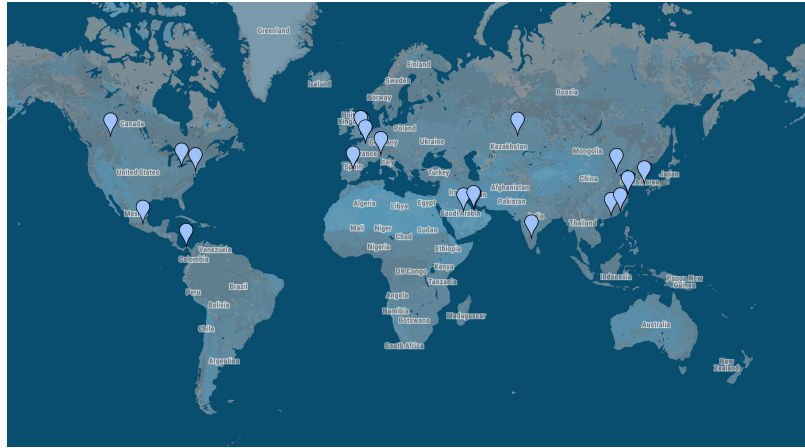 Greenland
Iceland
Finland
Sweden
Norway
Russia
Canada
Poland
Ukraine
Kazakhstan
Mongolia
Spain
Italy
Turkey
United States
Afghanistan
China
Japan
Pakistan
Algeria
Libya
Egypt
Saudi Arabia
Thailand
Mali
Niger
Chad
Sudan
Nigeria
Ethiopia
Venezuela
Colombia
DR Congo
Kenya
Tanzania
Indonesia
Papua New
Guinea
Peru
Brazil
Bolivia
Angola
Namibia
Botswana
Madagascar
Chile
Australia
South Africa
Argentina
New
Zealand